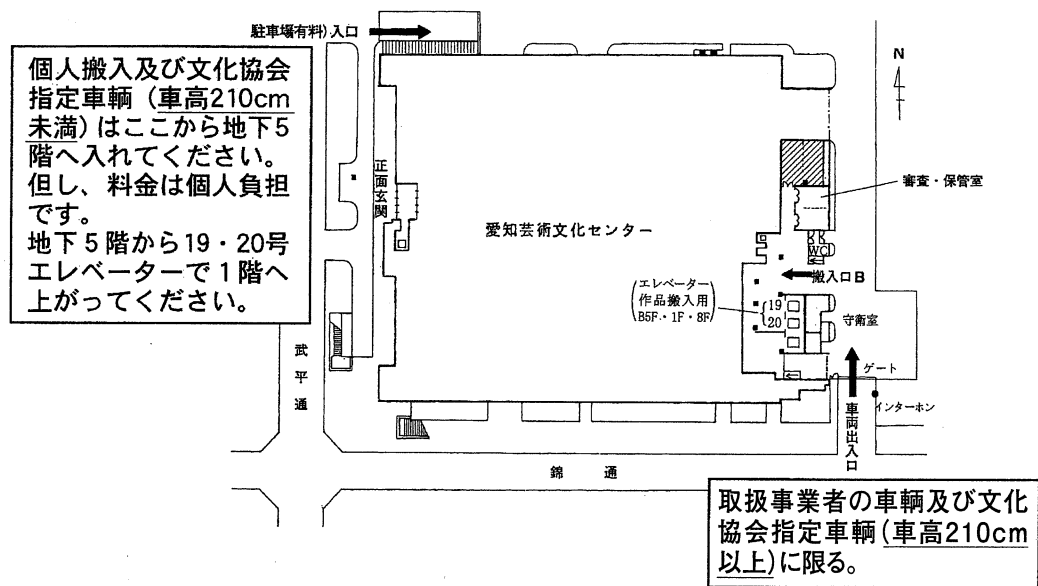 駐車場有料)入口
個人搬入及び文化協会
指定車輌（車高210cm
未満）はここから地下5
階へ入れてください。
但し、料金は個人負担
です。
地下5階から19・20号
エレベーターで1階へ
上がってください。
N
正面玄関
愛知芸術文化センター
審査・保管室
WC
搬入口B
(エレベーター
作品搬入用
B5F・1F・8F)
19
20
守衛室
ゲート
インターホン
車両出入口
武平通
錦通
取扱事業者の車輌及び文化
協会指定車輌(車高210cm
以上)に限る。